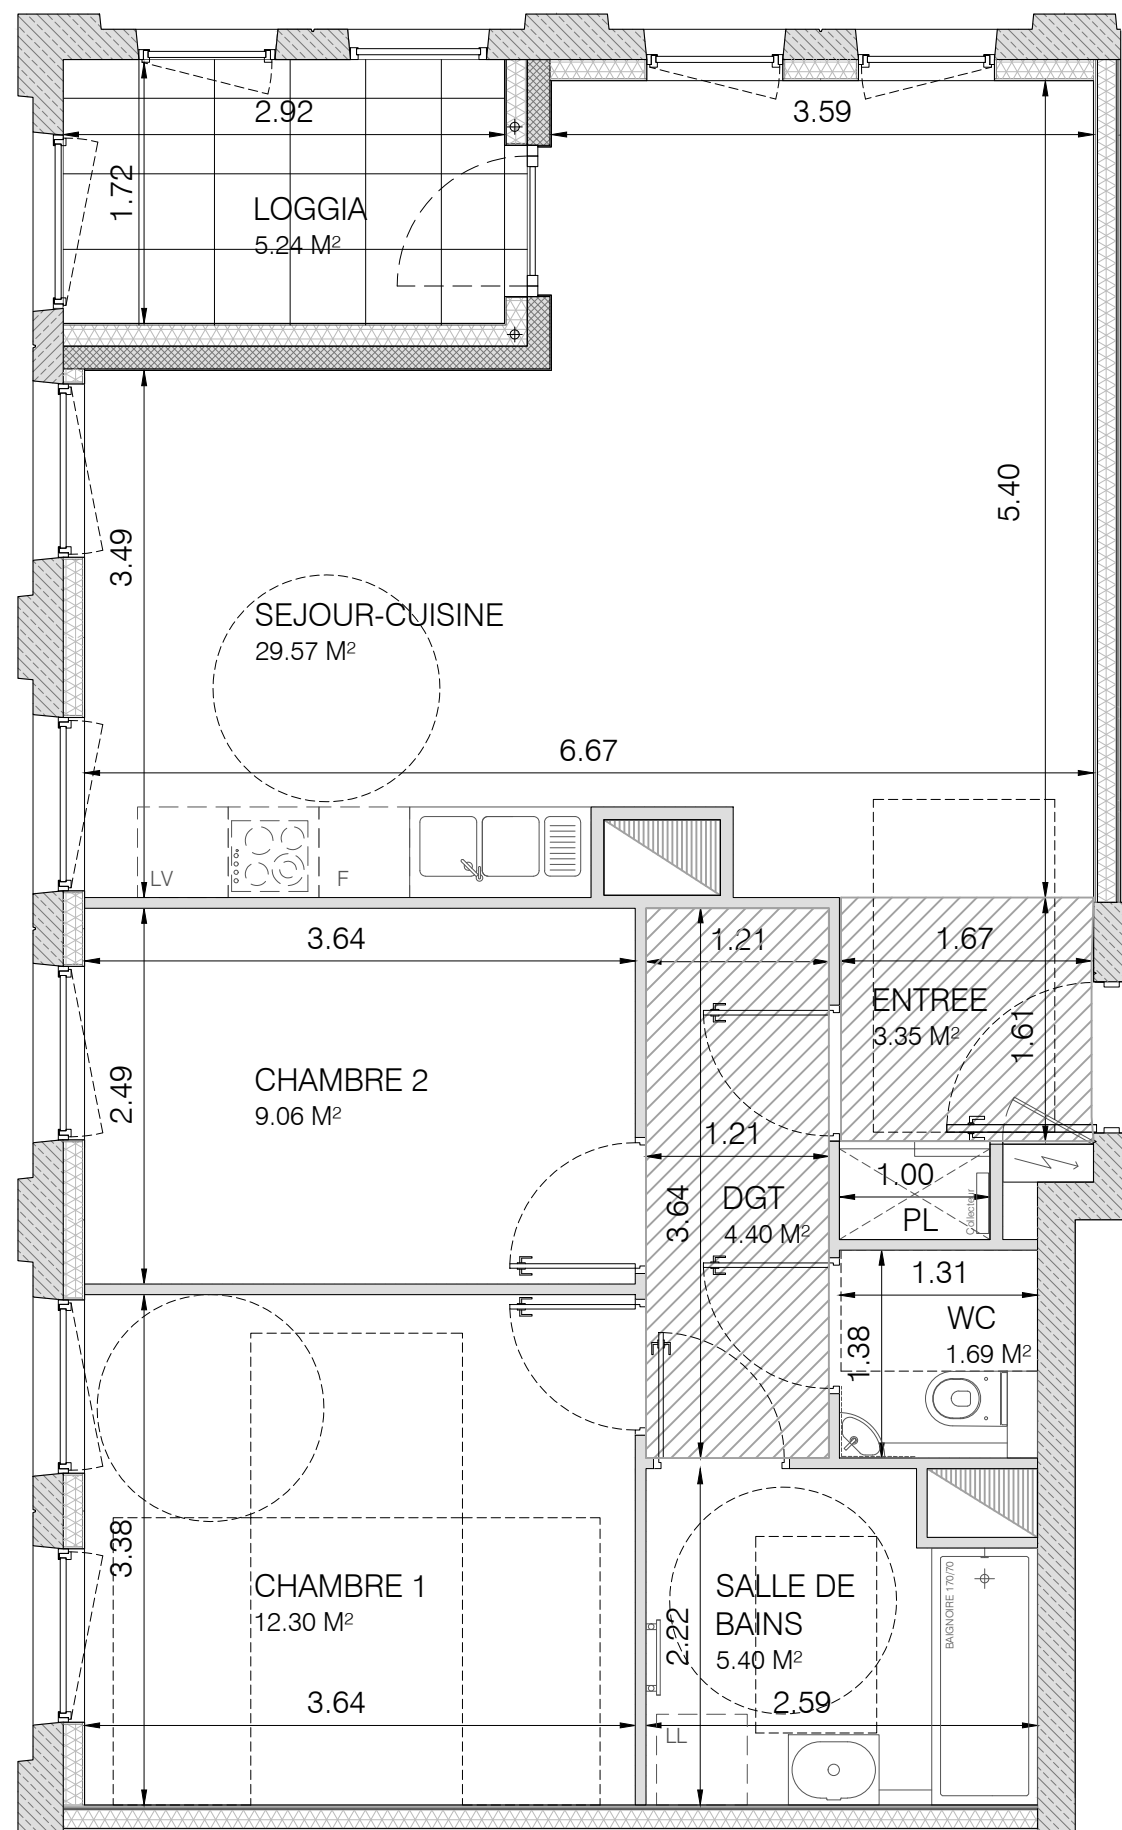 2.92
3.59
1.72
LOGGIA
5.24 M²
5.40
3.49
SEJOUR-CUISINE
29.57 M²
6.67
LV
F
3.64
1.21
1.67
ENTREE
3.35 M²
1.61
2.49
CHAMBRE 2
9.06 M²
1.21
1.00
PL
Collecteur
DGT
4.40 M²
3.64
1.31
WC
1.69 M²
1.38
3.38
CHAMBRE 1
12.30 M²
SALLE DE
BAINS
5.40 M²
2.22
BAIGNOIRE 170/70
3.64
2.59
LL